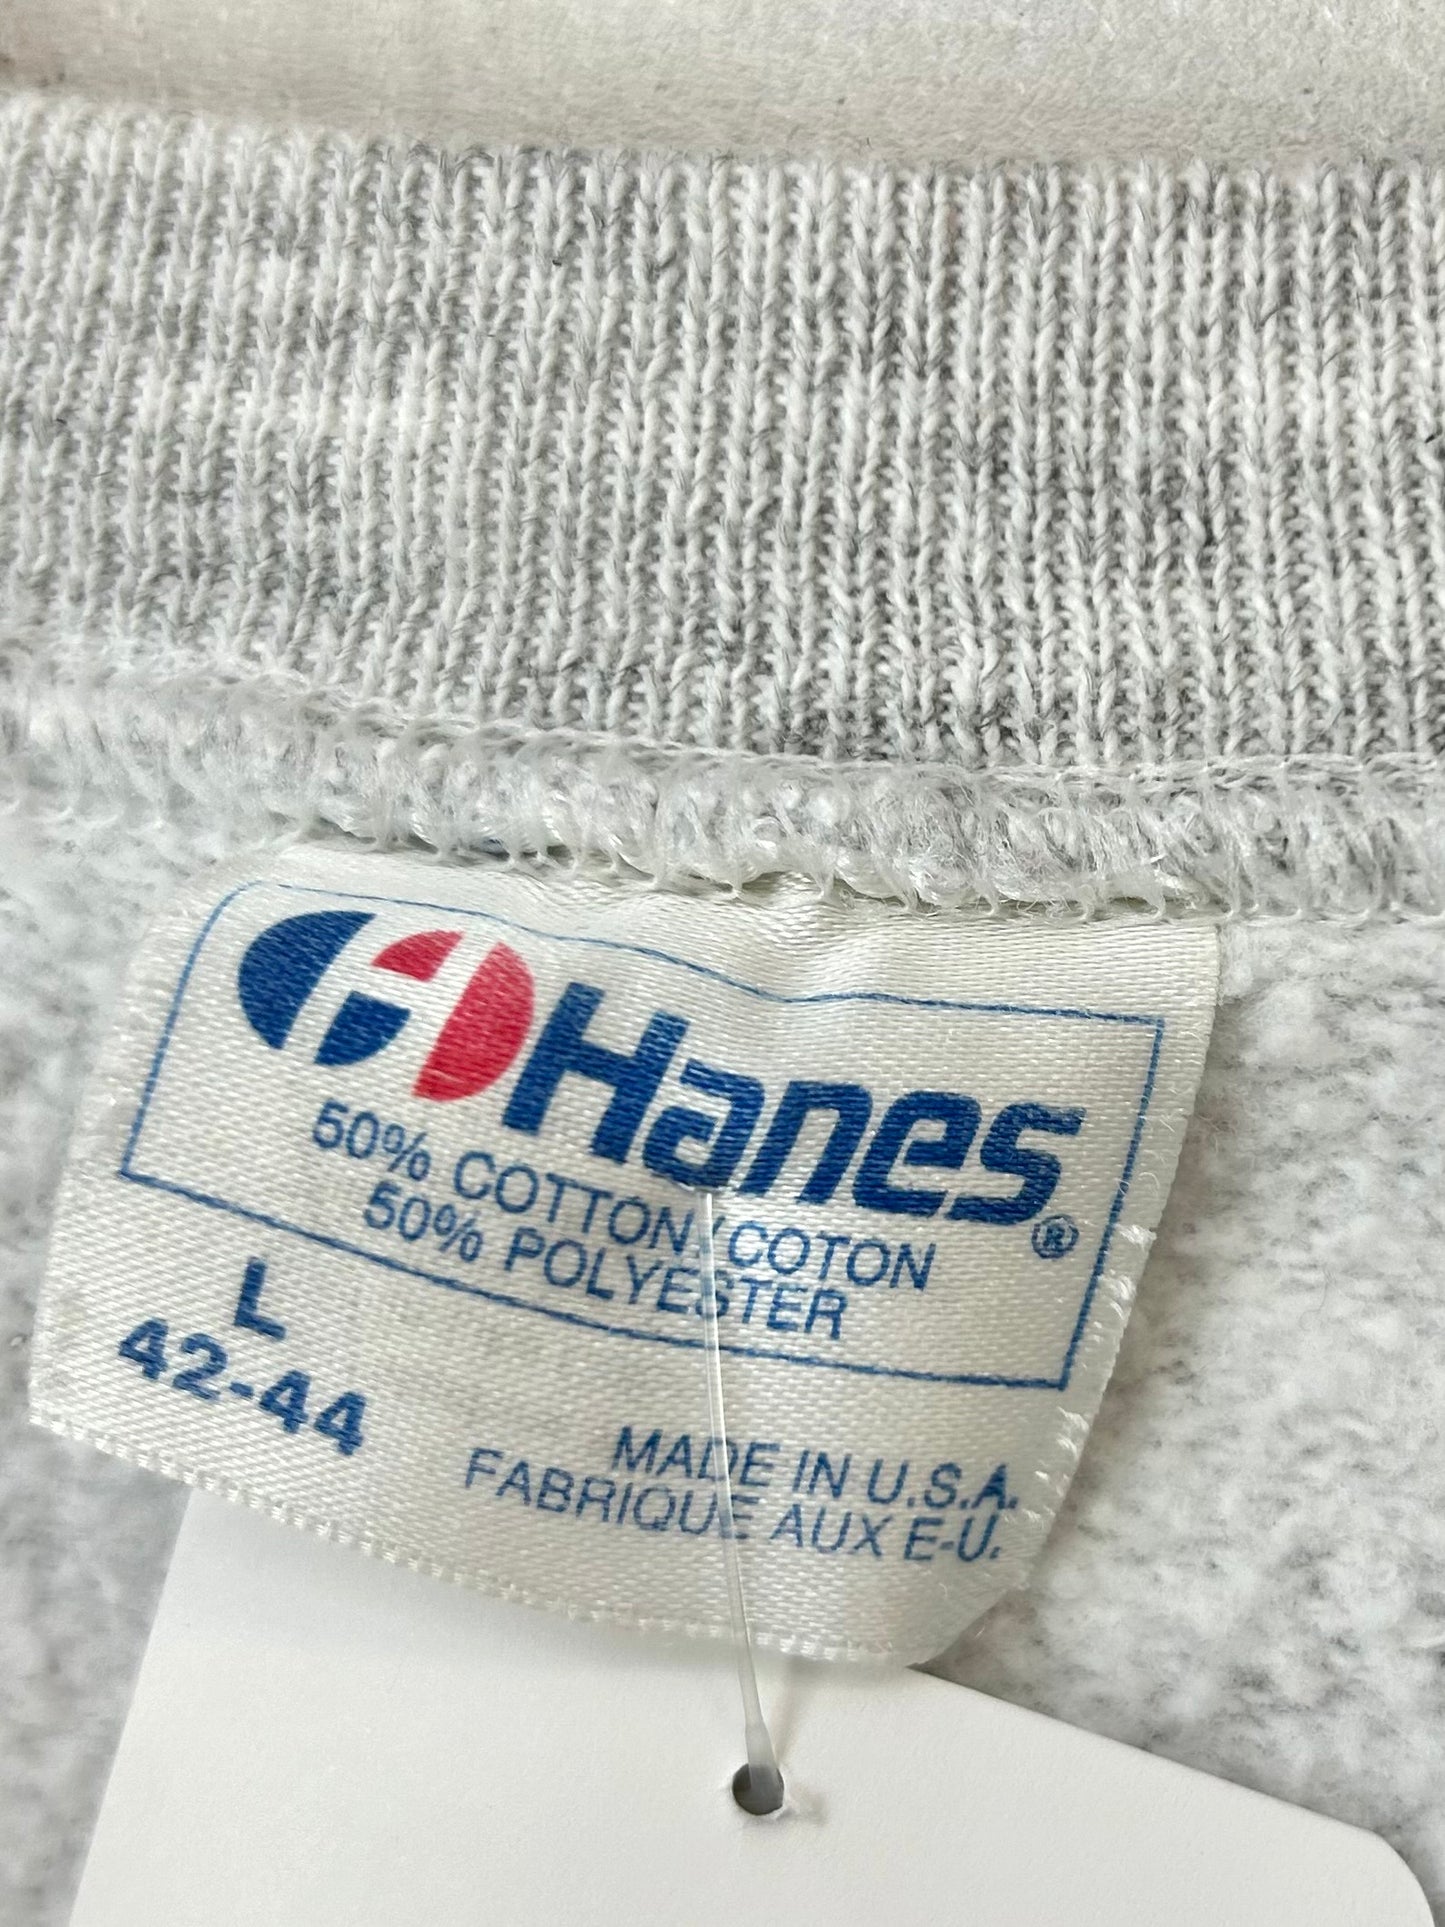 Hanes®
50% COTTON/COTON
50% POLYESTER
L
42-44
MADE IN U.S.A.
FABRIQUE AUX E-U.